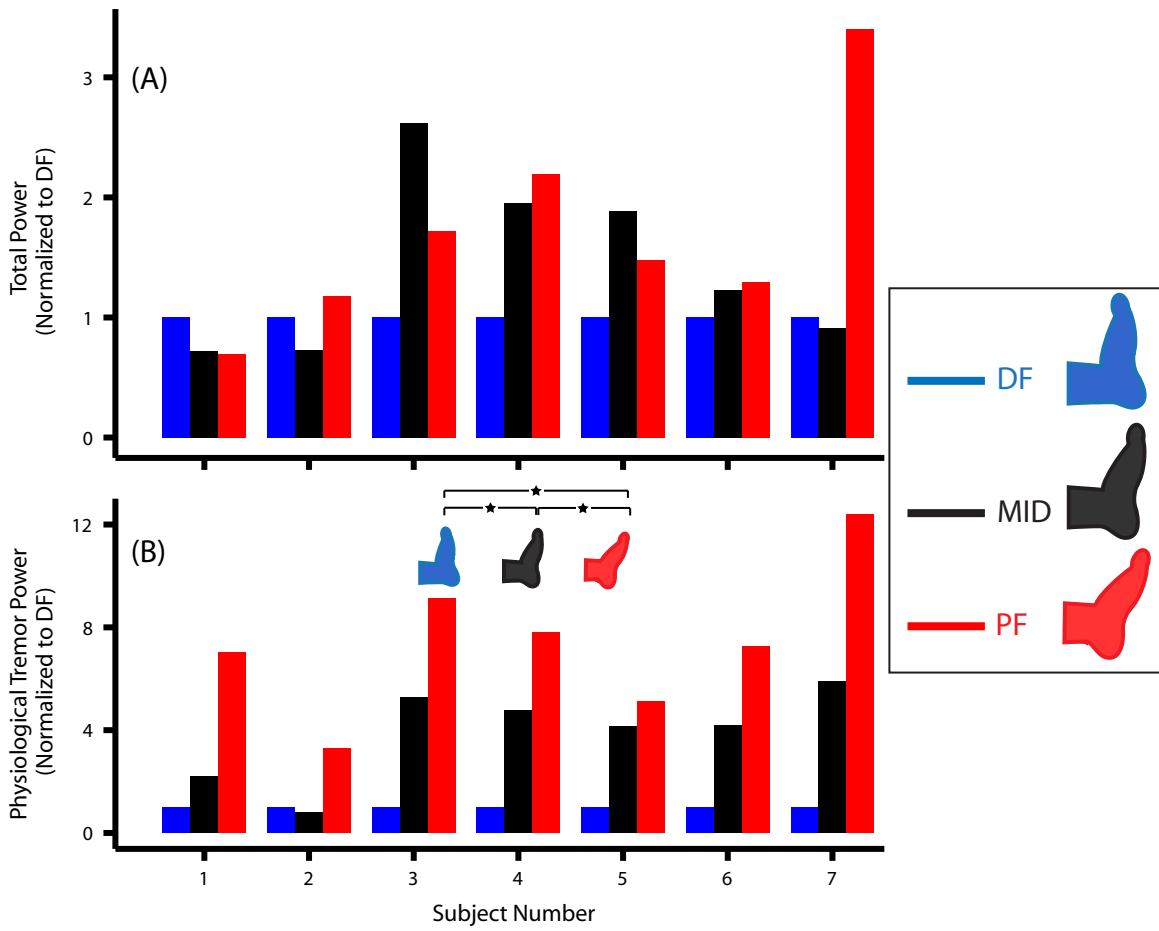 (A)
Total Power
(Normalized to DF)
3
2
1
0
(B)
Physiological Tremor Power
(Normalized to DF)
12
8
4
0
1 2 3 4 5 6 7
Subject Number
DF
MID
PF